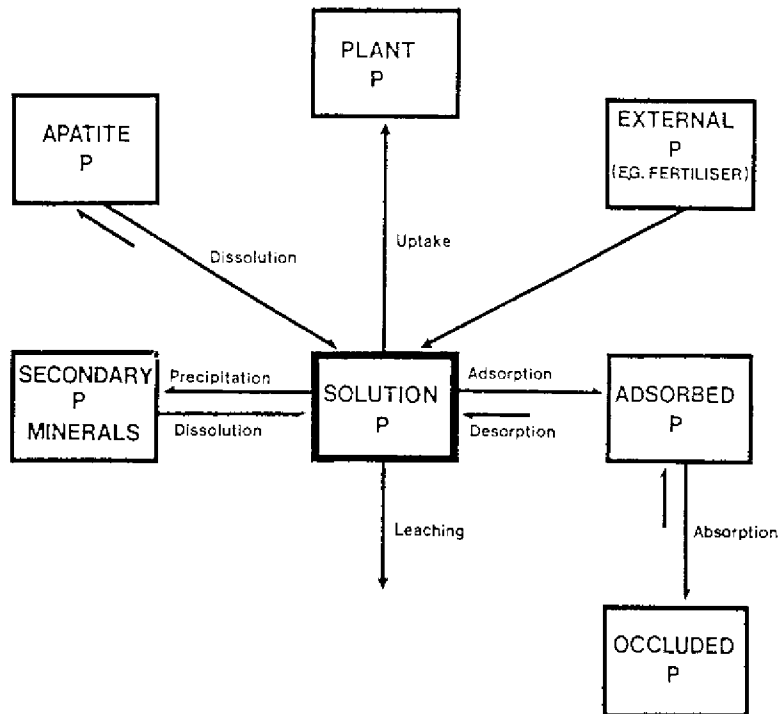 PLANT
P
APATITE
P
EXTERNAL
P
(E.G. FERTILISER)
Dissolution
Uptake
SECONDARY
P
MINERALS
Precipitation
Dissolution
SOLUTION
P
Adsorption
Desorption
ADSORBED
P
Leaching
Absorption
OCCLUDED
P